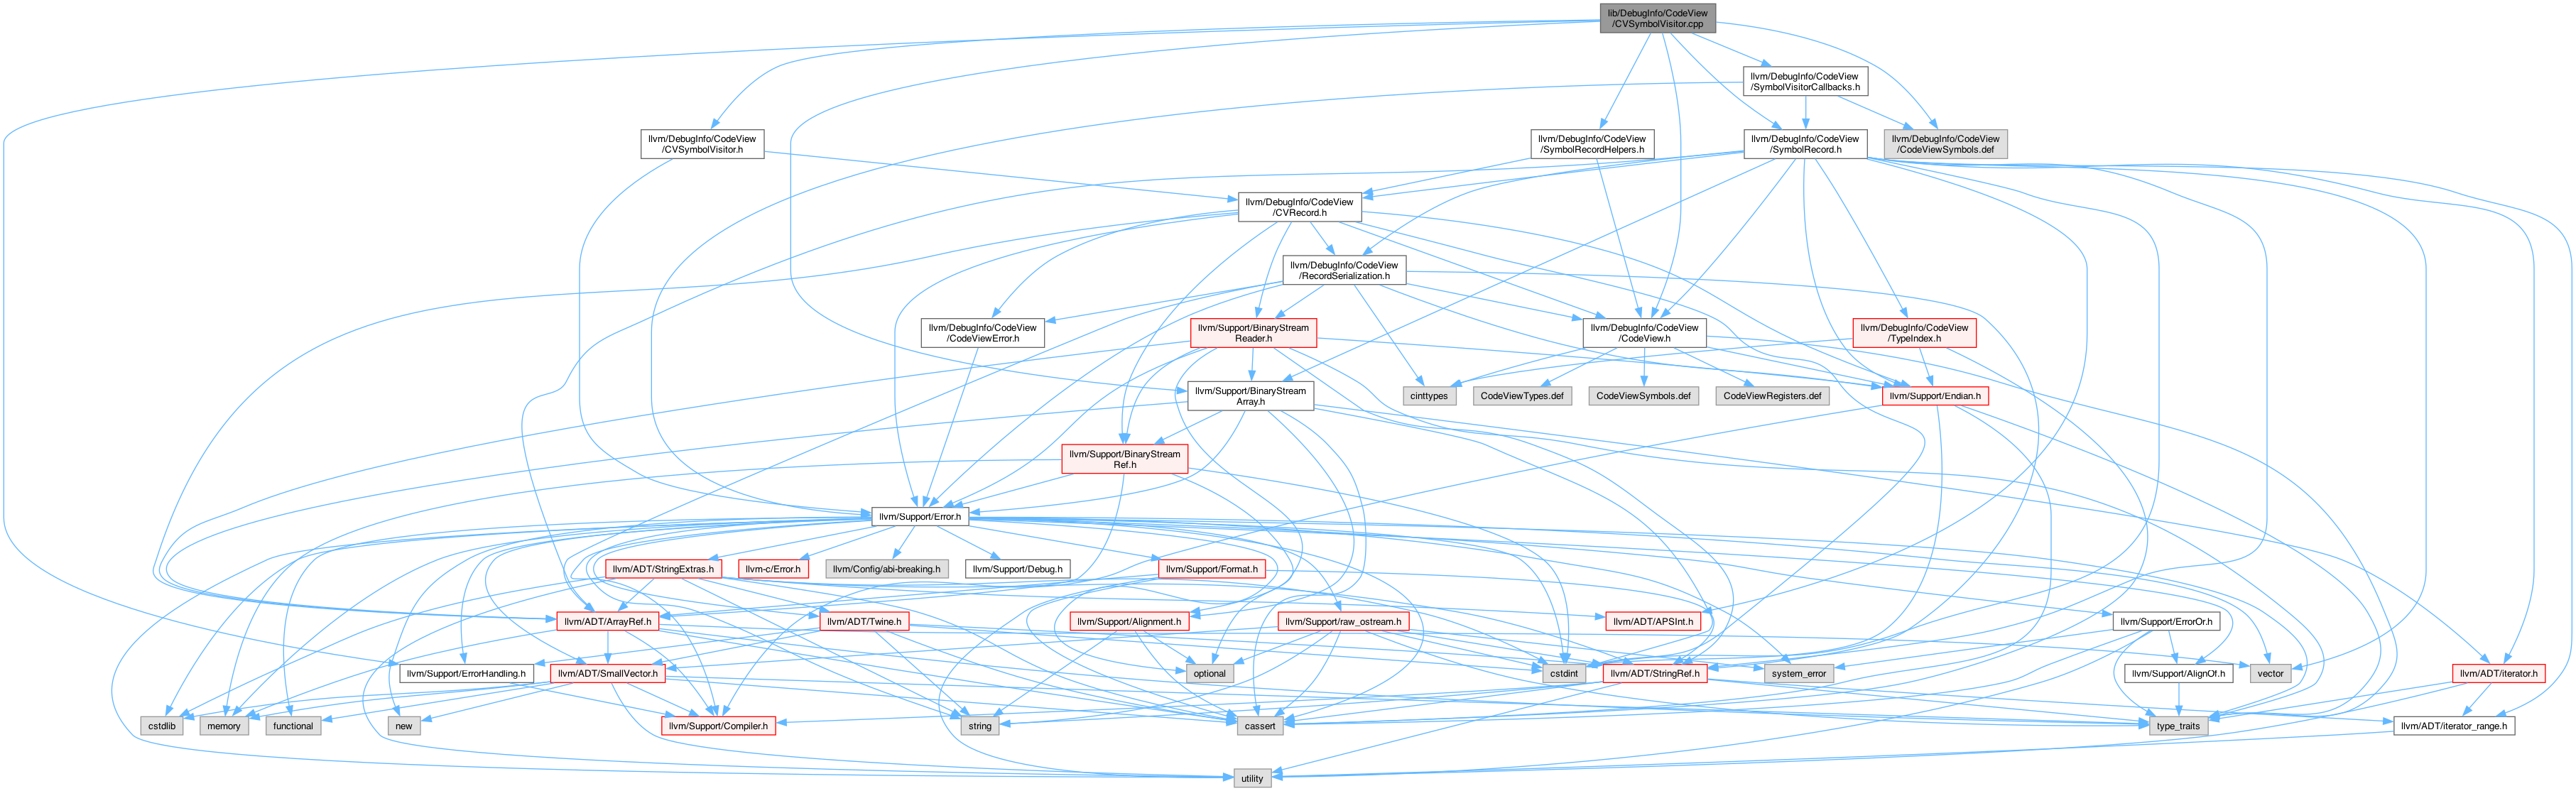 lib/DebugInfo/CodeView
/CVSymbolVisitor.cpp
llvm/DebugInfo/CodeView
/SymbolVisitorCallbacks.h
llvm/DebugInfo/CodeView
/CVSymbolVisitor.h
llvm/DebugInfo/CodeView
/SymbolRecordHelpers.h
llvm/DebugInfo/CodeView
/SymbolRecord.h
llvm/DebugInfo/CodeView
/CodeViewSymbols.def
llvm/DebugInfo/CodeView
/CVRecord.h
llvm/DebugInfo/CodeView
/RecordSerialization.h
llvm/DebugInfo/CodeView
/CodeViewError.h
llvm/Support/BinaryStream
Reader.h
llvm/DebugInfo/CodeView
/CodeView.h
llvm/DebugInfo/CodeView
/TypeIndex.h
llvm/Support/BinaryStream
Array.h
cinttypes
CodeViewTypes.def
CodeViewSymbols.def
CodeViewRegisters.def
llvm/Support/Endian.h
llvm/Support/BinaryStream
Ref.h
llvm/Support/Error.h
llvm/ADT/StringExtras.h
llvm-c/Error.h
llvm/Config/abi-breaking.h
llvm/Support/Debug.h
llvm/Support/Format.h
llvm/ADT/ArrayRef.h
llvm/ADT/Twine.h
llvm/Support/Alignment.h
llvm/Support/raw_ostream.h
llvm/ADT/APSInt.h
llvm/Support/ErrorOr.h
llvm/Support/ErrorHandling.h
llvm/ADT/SmallVector.h
optional
cstdint
llvm/ADT/StringRef.h
system_error
llvm/Support/AlignOf.h
vector
llvm/ADT/iterator.h
cstdlib
memory
functional
new
llvm/Support/Compiler.h
string
cassert
type_traits
llvm/ADT/iterator_range.h
utility